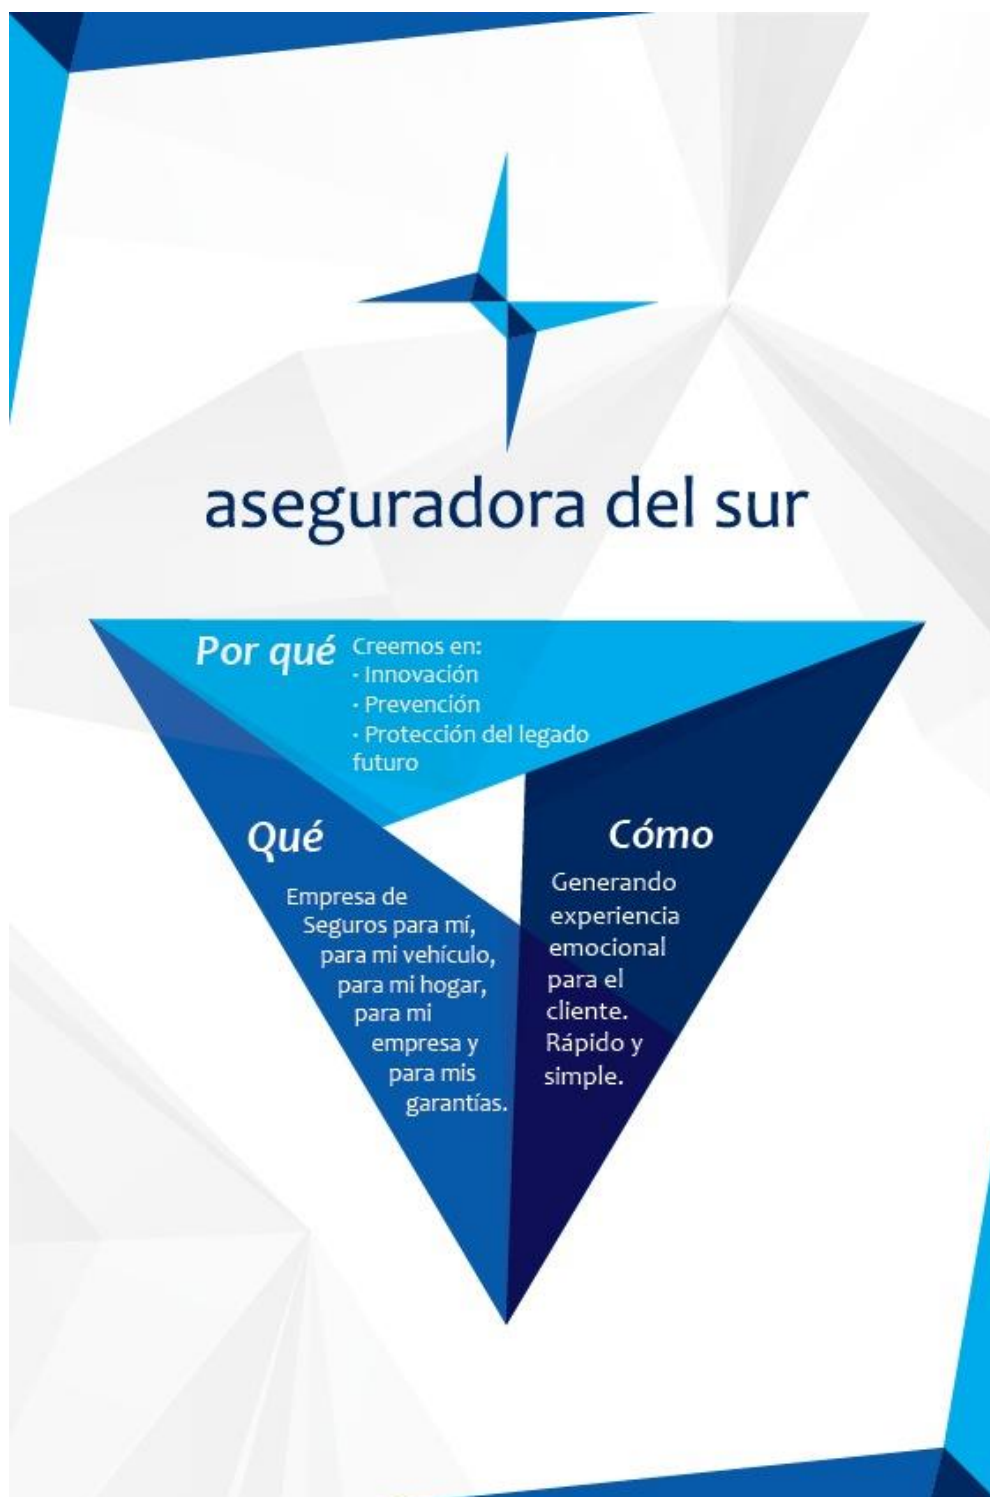 aseguradora del sur
Por qué
Creemos en:
· Innovación
· Prevención
· Protección del legado
futuro
Qué
Empresa de
Seguros para mí,
para mi vehículo,
para mi hogar,
para mi
empresa y
para mis
garantías.
Cómo
Generando
experiencia
emocional
para el
cliente.
Rápido y
simple.